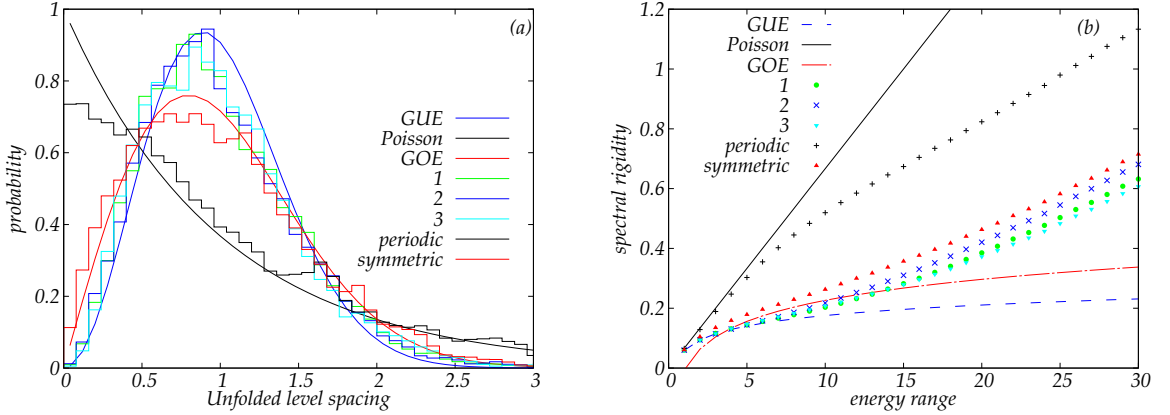 (a)
probability
1
0.8
0.6
0.4
0.2
0
0 0.5 1 1.5 2 2.5 3
Unfolded level spacing
GUE
Poisson
GOE
1
2
3
periodic
symmetric
(b)
spectral rigidity
1.2
1
0.8
0.6
0.4
0.2
0
0 5 10 15 20 25 30
energy range
GUE
Poisson
GOE
1
2
3
periodic
symmetric